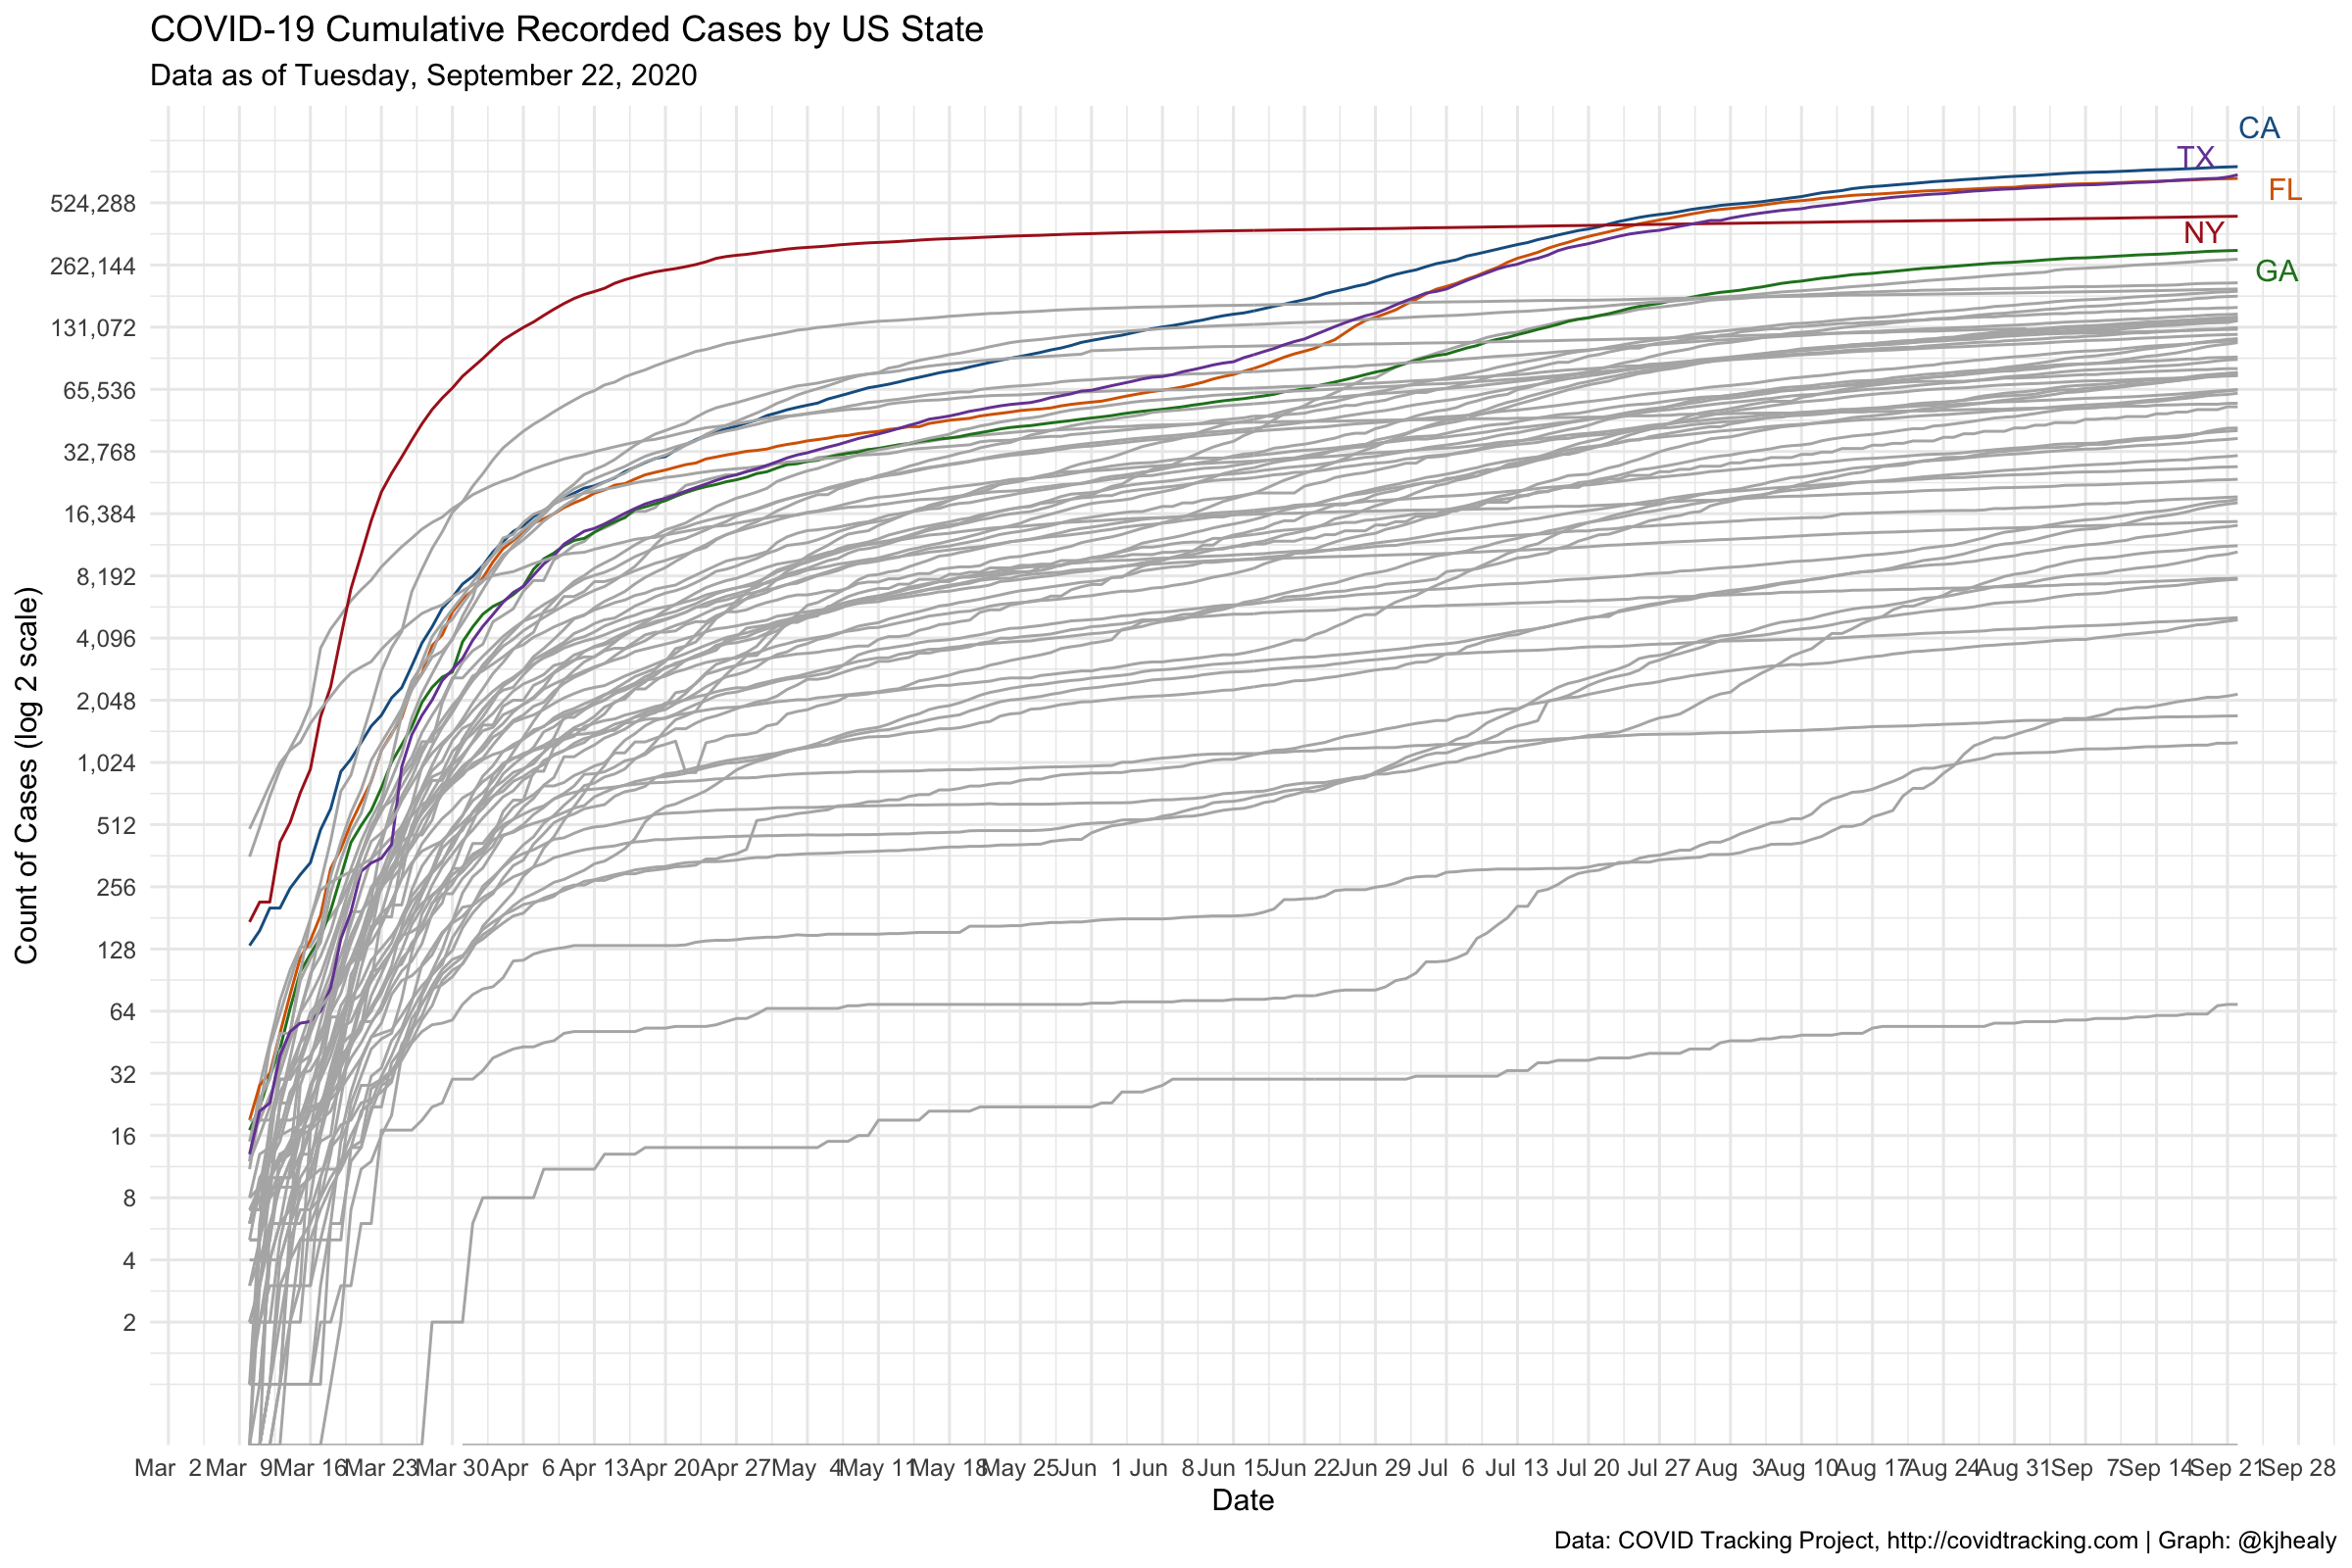 COVID-19 Cumulative Recorded Cases by US State
Data as of Tuesday, September 22, 2020
CA
TX
FL
NY
GA
524,288
262,144
131,072
65,536
32,768
16,384
8,192
4,096
2,048
1,024
512
256
128
64
32
16
8
4
2
Count of Cases (log 2 scale)
Mar 2 Mar 9 Mar 16 Mar 23 Mar 30 Apr 6 Apr 13 Apr 20 Apr 27 May 4 May 11 May 18 May 25 Jun 1 Jun 8 Jun 15 Jun 22 Jun 29 Jul 6 Jul 13 Jul 20 Jul 27 Aug 3 Aug 10 Aug 17 Aug 24 Aug 31 Sep 7 Sep 14 Sep 21 Sep 28
Date
Data: COVID Tracking Project, http://covidtracking.com | Graph: @kjhealy